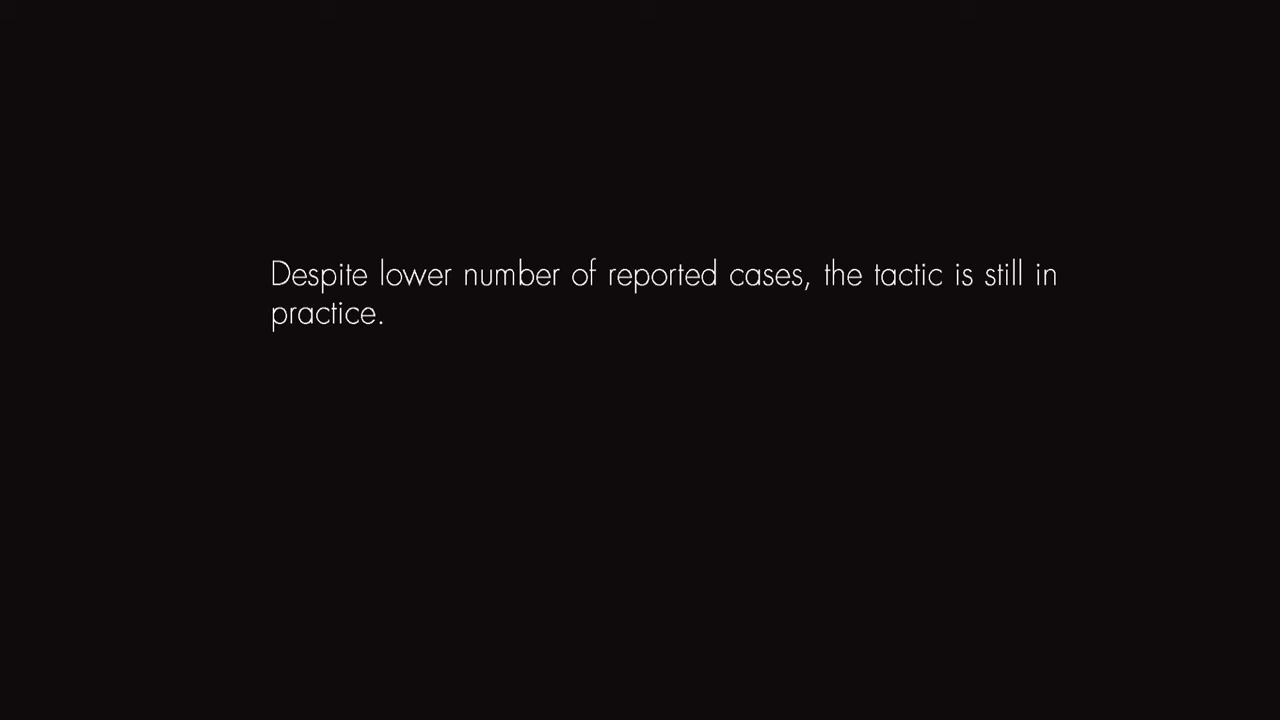 Despite lower number of reported cases, the tactic is still in
practice.